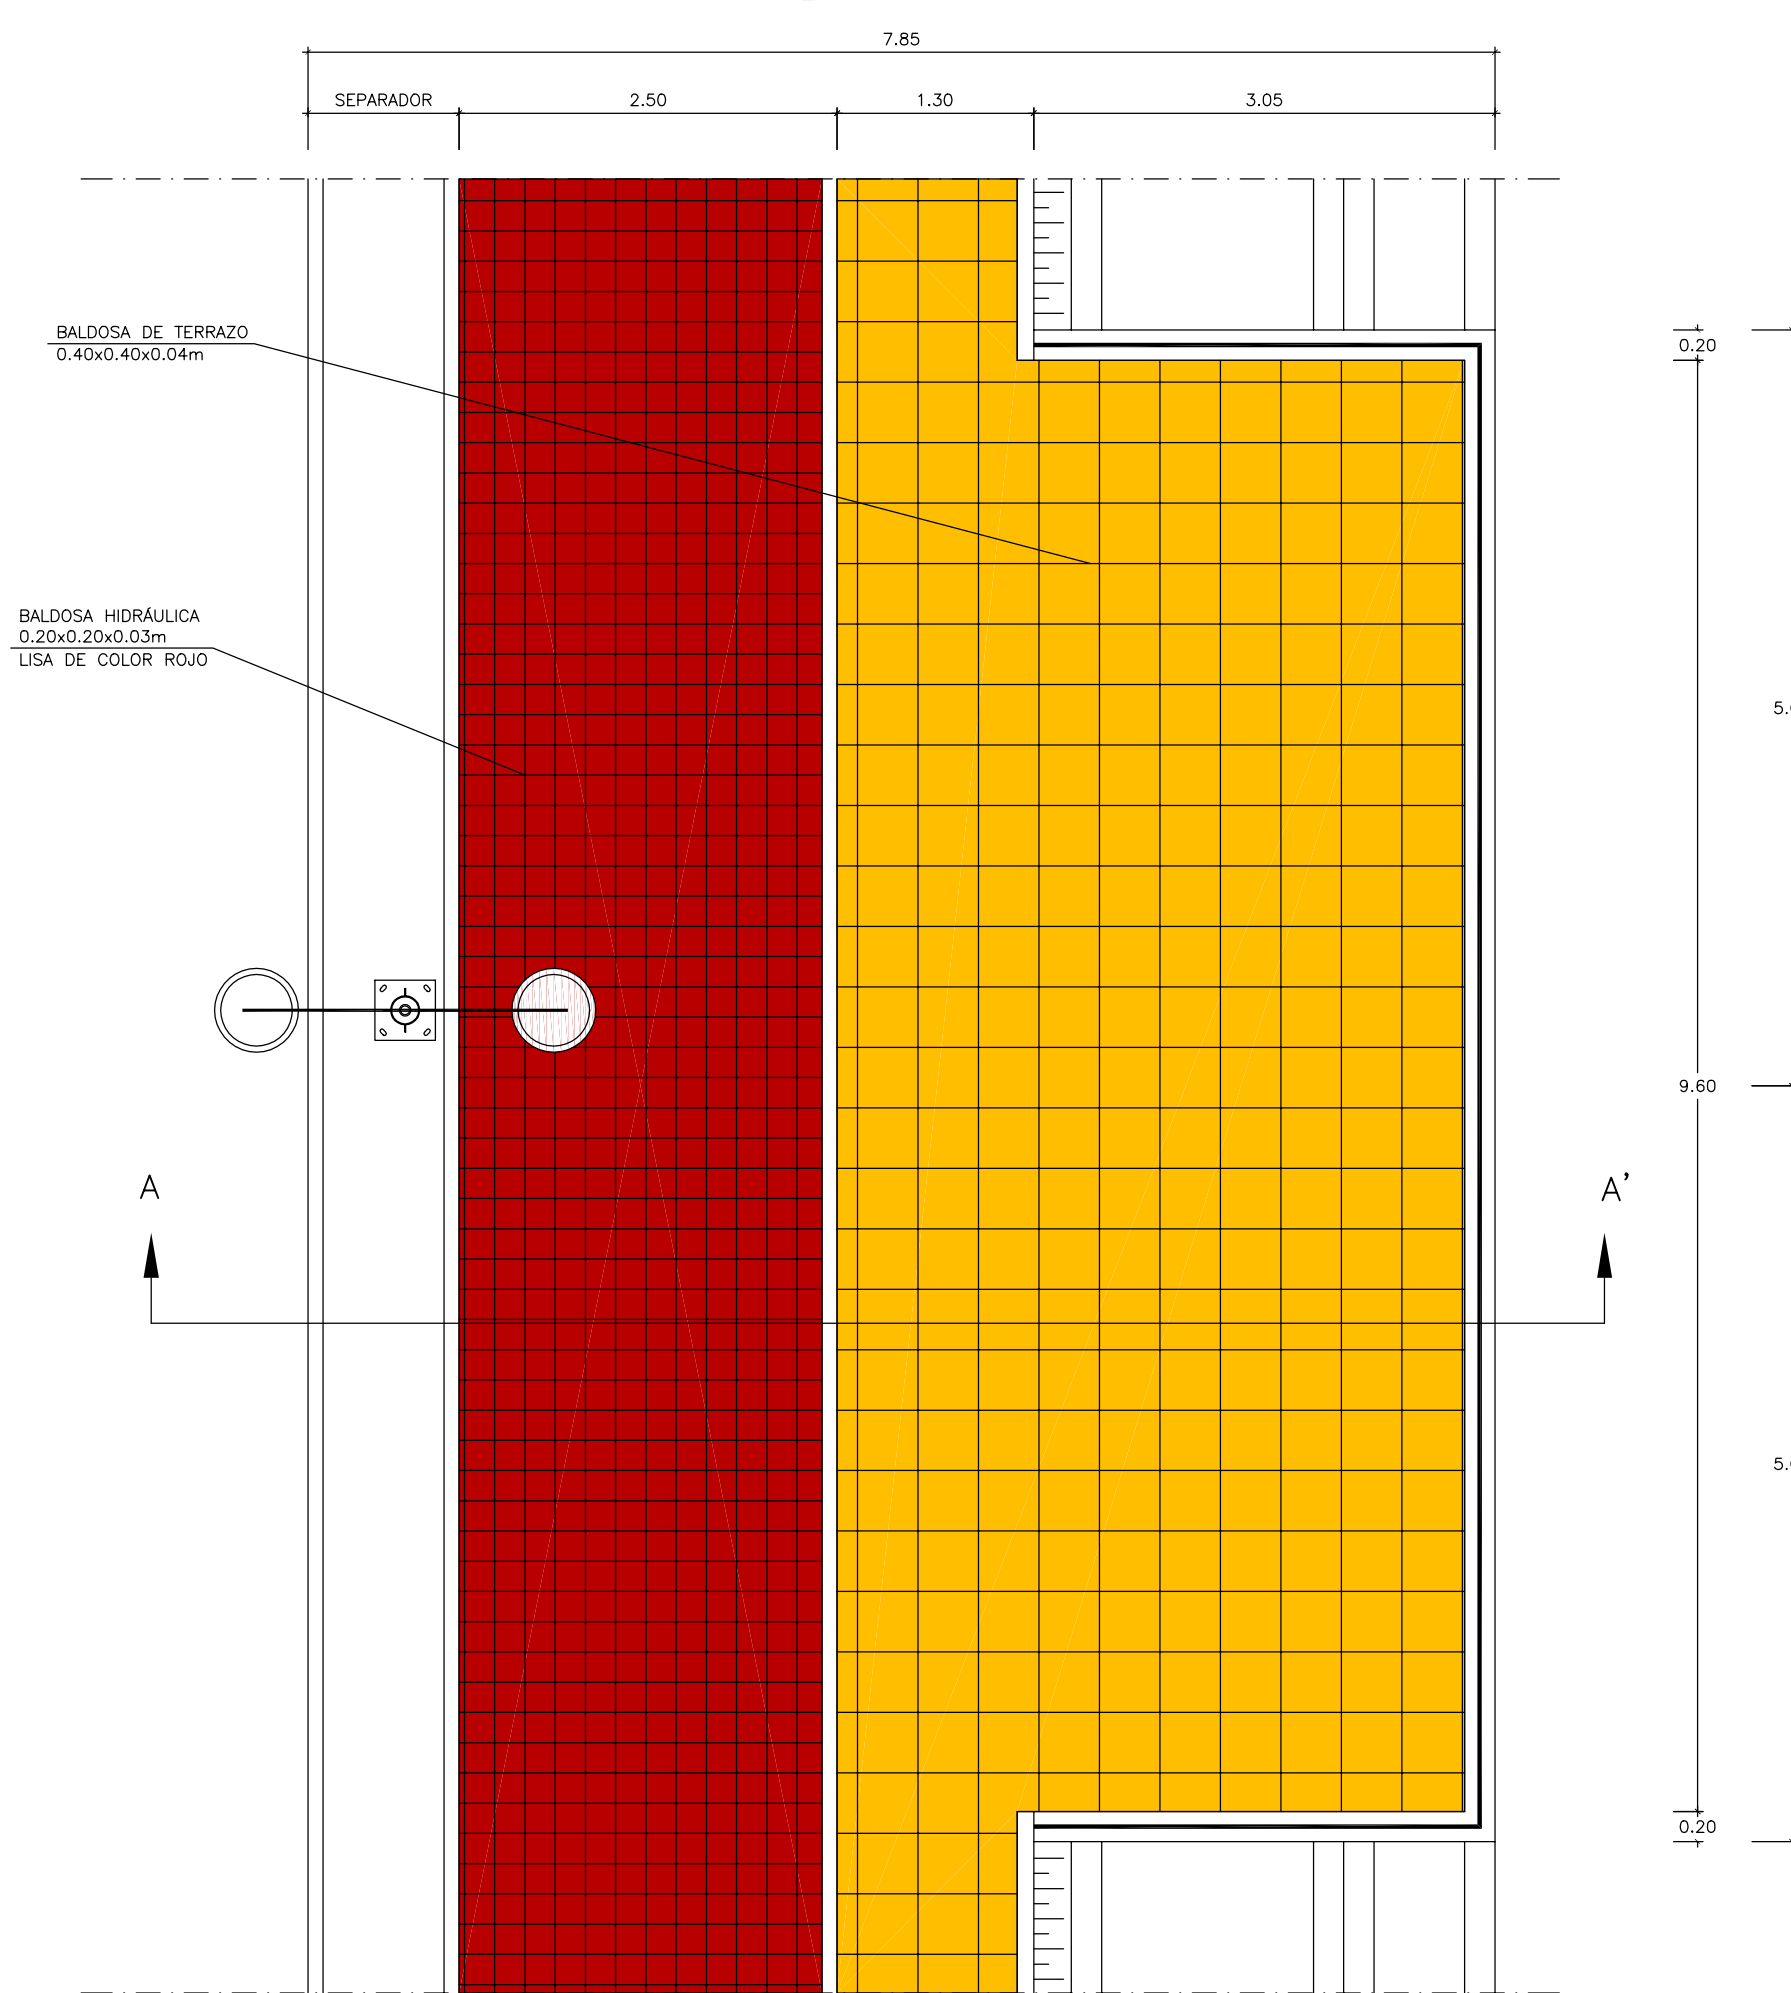 7.85
SEPARADOR 2.50 1.30 3.05
BALDOSA DE TERRAZO
0.40x0.40x0.04m
0.20
BALDOSA HIDRÁULICA
0.20x0.20x0.03m
LISA DE COLOR ROJO
9.60
A A'
0.20